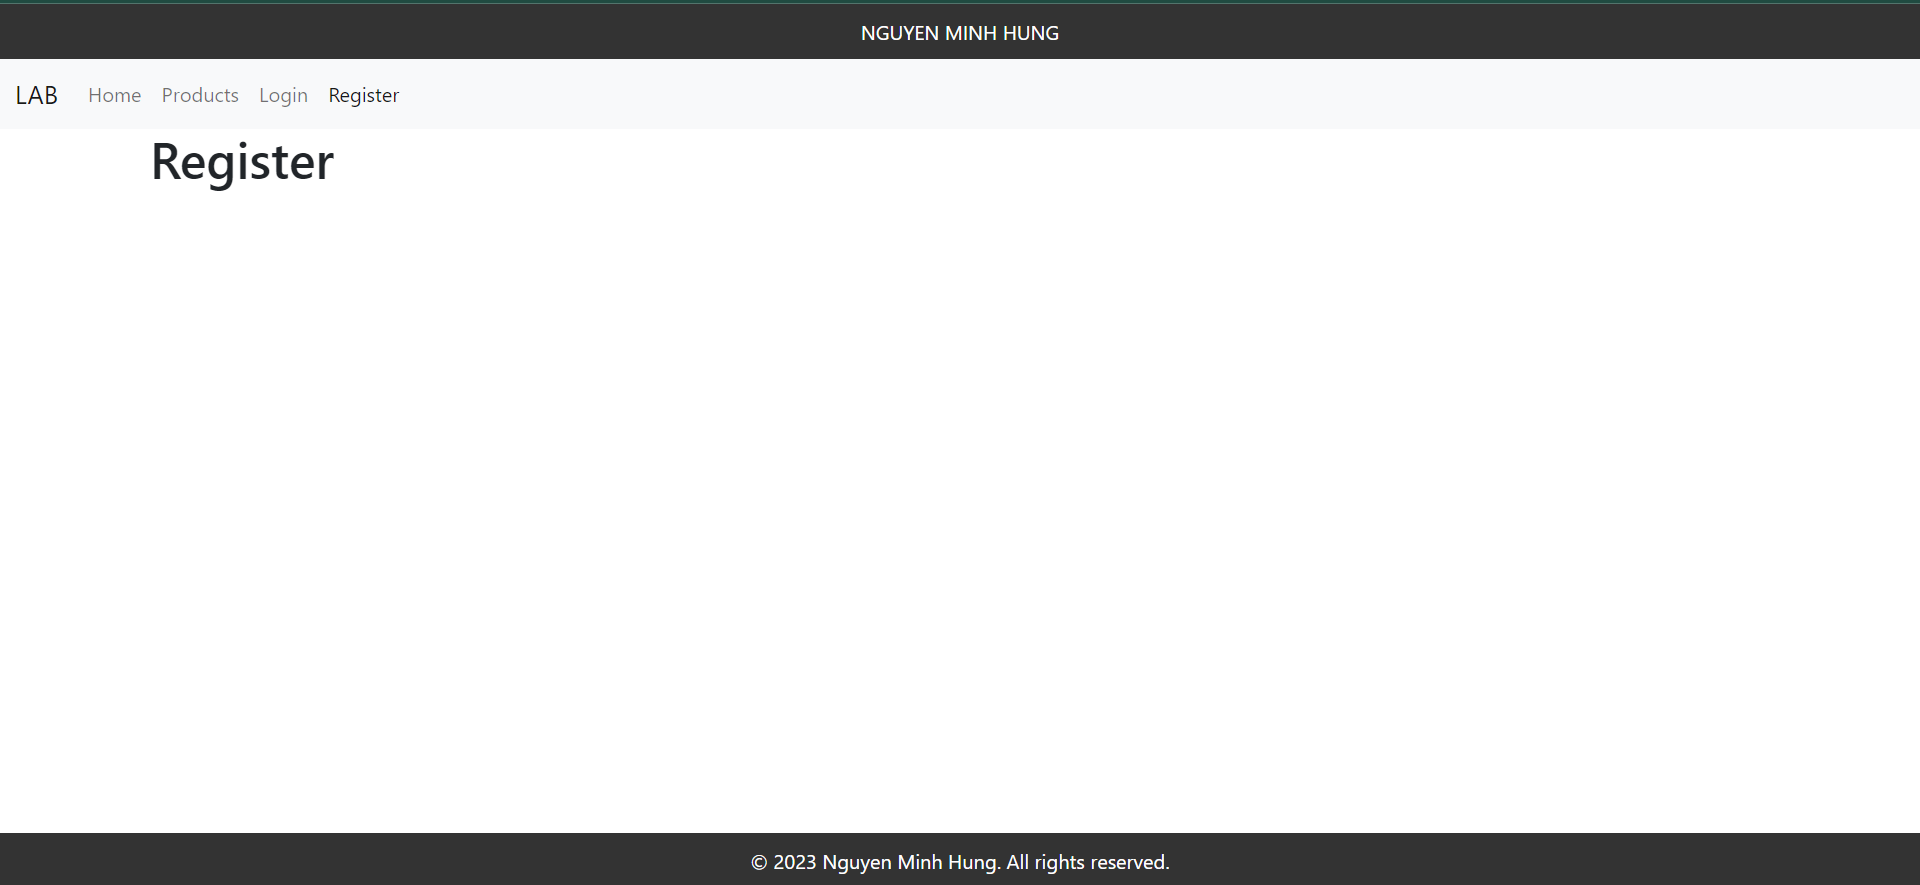 NGUYEN MINH HUNG
LAB Home Products Login Register
Register
© 2023 Nguyen Minh Hung. All rights reserved.